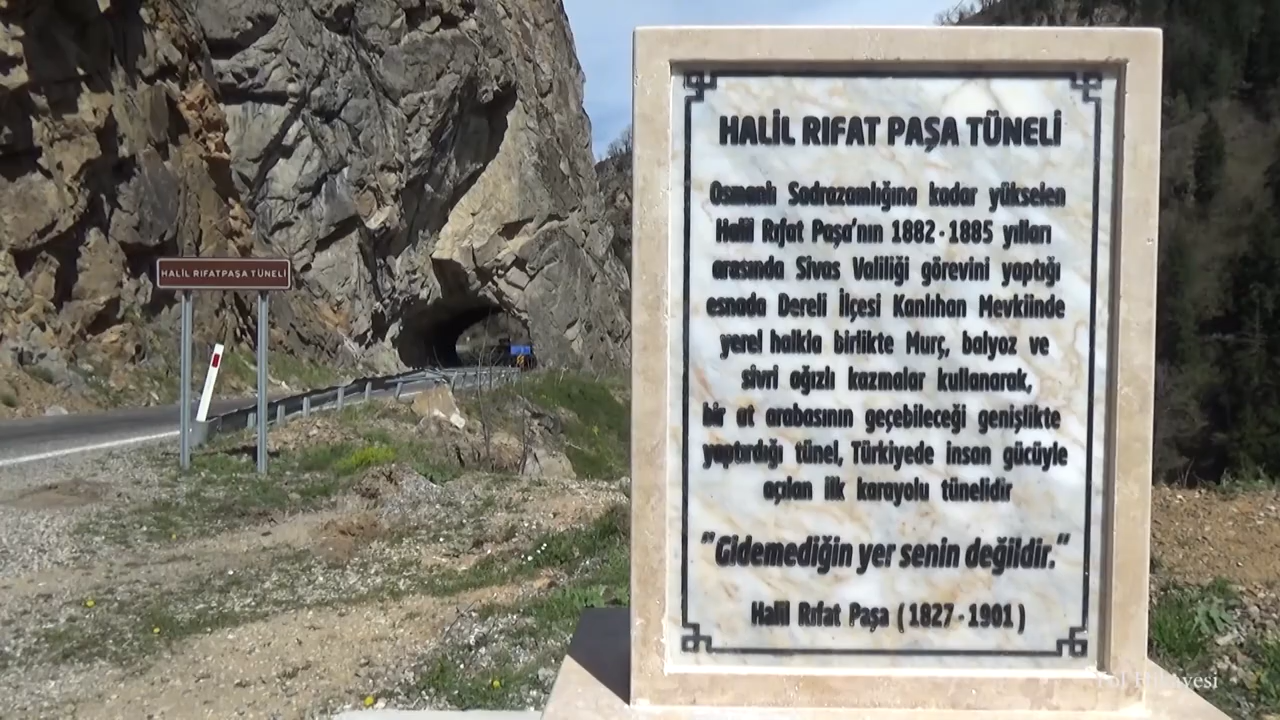 HALİL RIFAT PAŞA TÜNELİ
Osmanlı Sadrazamlığına kadar yükselen
Halil Rıfat Paşa'nın 1882-1885 yılları
arasında Sivas Valiliği görevini yaptığı
esnada Dereli İlçesi Kanlıhan Mevkiinde
yerel halkla birlikte Murç, balyoz ve
sivri ağızlı kazmalar kullanarak,
bir at arabasının geçebileceği genişlikte
yaptırdığı tünel, Türkiyede insan gücüyle
açılan ilk karayolu tünelidir
"Gidemediğin yer senin değildir."
Halil Rıfat Paşa (1827-1901)
HALİL RIFATPAŞA TÜNELİ